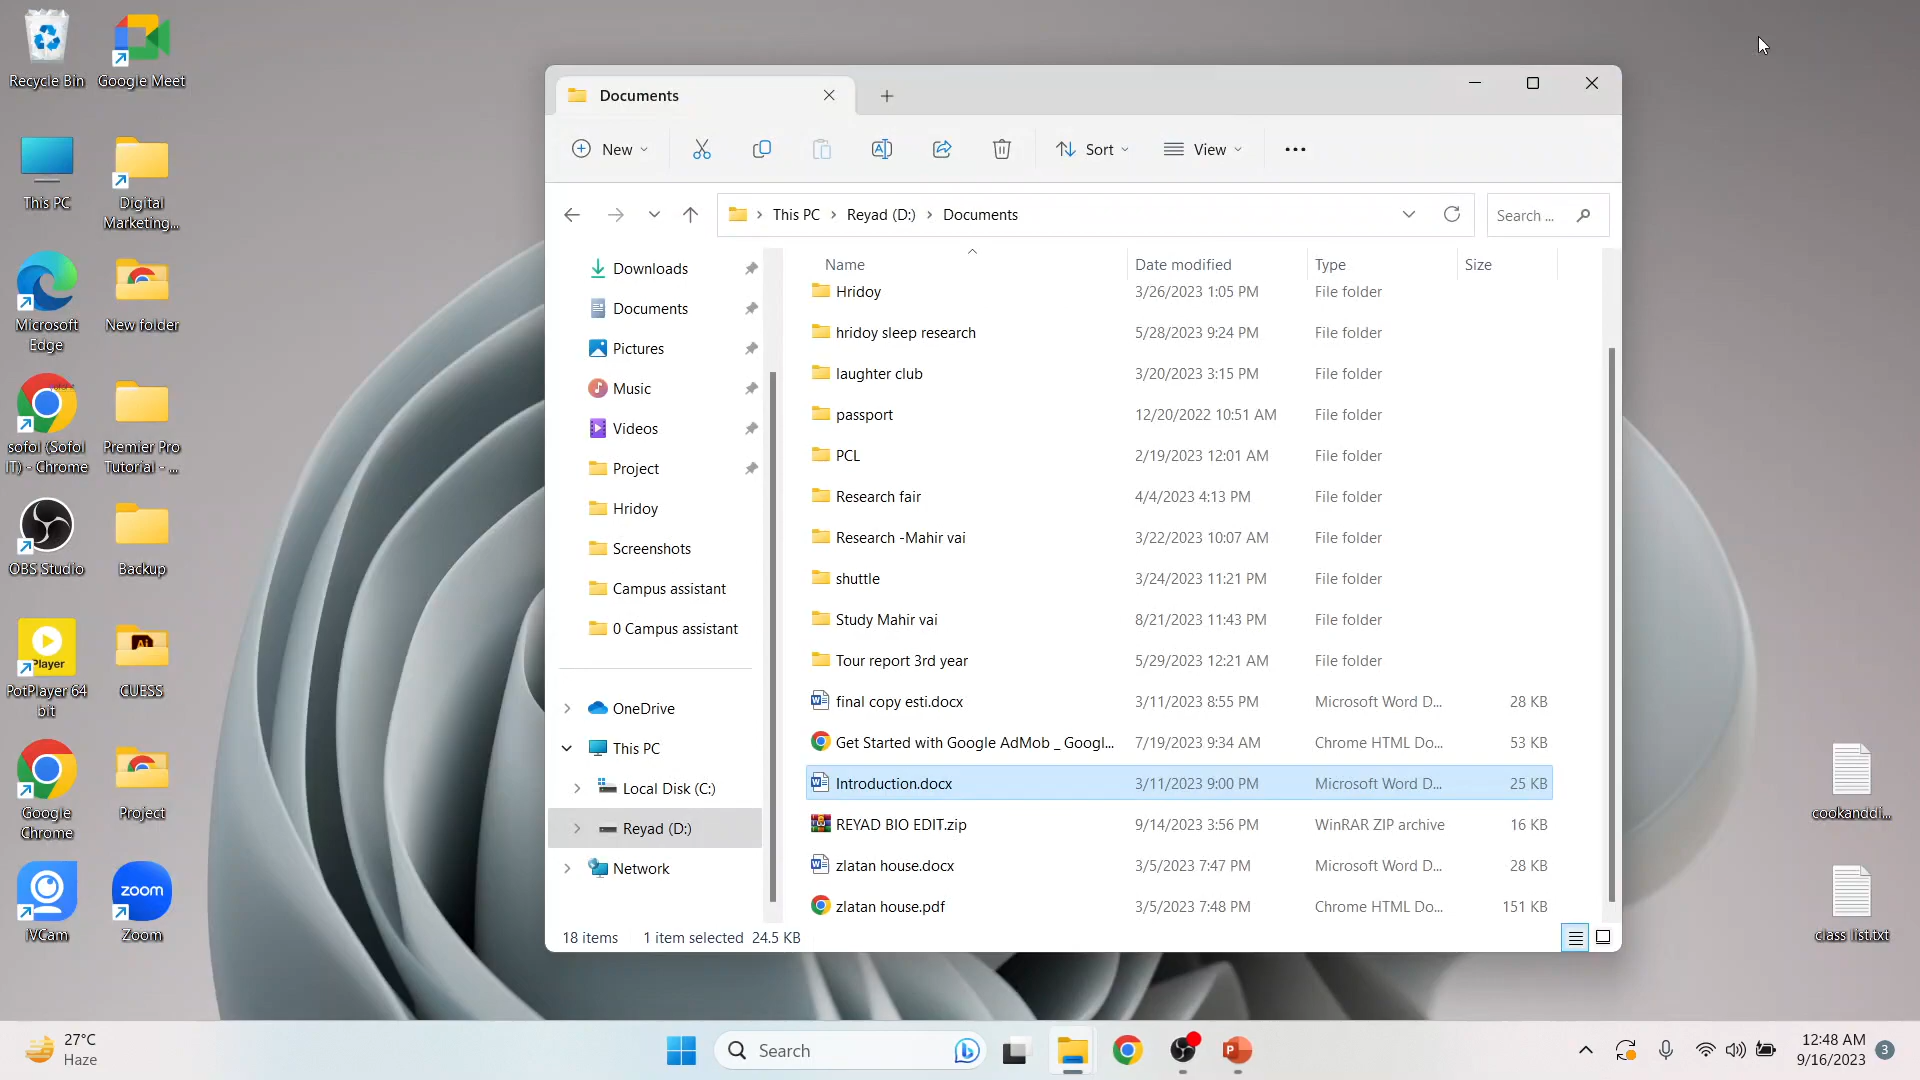 Recycle Bin
Google Meet
This PC
Digital
Marketing...
Microsoft
Edge
New folder
sofol (Sofol
IT) - Chrome
Premier Pro
Tutorial - ...
OBS Studio
Backup
Player
PotPlayer 64
bit
Ai
CUESS
Google
Chrome
Project
iVCam
zoom
Zoom
Documents
New
Sort
View
This PC
Reyad (D:)
Documents
Search ...
Downloads
Documents
Pictures
Music
Videos
Project
Hridoy
Screenshots
Campus assistant
0 Campus assistant
OneDrive
This PC
Local Disk (C:)
Reyad (D:)
Network
Name Date modified Type Size
Hridoy 3/26/2023 1:05 PM File folder
hridoy sleep research 5/28/2023 9:24 PM File folder
laughter club 3/20/2023 3:15 PM File folder
passport 12/20/2022 10:51 AM File folder
PCL 2/19/2023 12:01 AM File folder
Research fair 4/4/2023 4:13 PM File folder
Research -Mahir vai 3/22/2023 10:07 AM File folder
shuttle 3/24/2023 11:21 PM File folder
Study Mahir vai 8/21/2023 11:43 PM File folder
Tour report 3rd year 5/29/2023 12:21 AM File folder
final copy esti.docx 3/11/2023 8:55 PM Microsoft Word D... 28 KB
Get Started with Google AdMob _ Googl... 7/19/2023 9:34 AM Chrome HTML Do... 53 KB
Introduction.docx 3/11/2023 9:00 PM Microsoft Word D... 25 KB
REYAD BIO EDIT.zip 9/14/2023 3:56 PM WinRAR ZIP archive 16 KB
zlatan house.docx 3/5/2023 7:47 PM Microsoft Word D... 28 KB
zlatan house.pdf 3/5/2023 7:48 PM Chrome HTML Do... 151 KB
18 items 1 item selected 24.5 KB
cookanddi...
class list.txt
27°C
Haze
Search
12:48 AM
9/16/2023
3